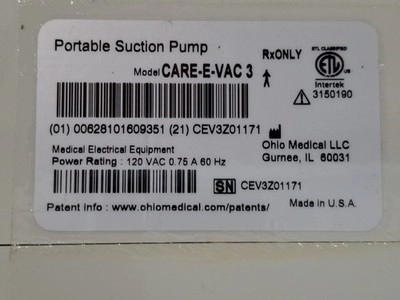 Portable Suction Pump
Model CARE-E-VAC 3
RxONLY
ETL CLASSIFIED
ETL
US
Intertek
3150190
(01) 00628101609351 (21) CEV3Z01171
Medical Electrical Equipment
Power Rating : 120 VAC 0.75 A 60 Hz
Ohio Medical LLC
Gurnee, IL 60031
SN CEV3Z01171
Patent info : www.ohiomedical.com/patents/
Made in U.S.A.